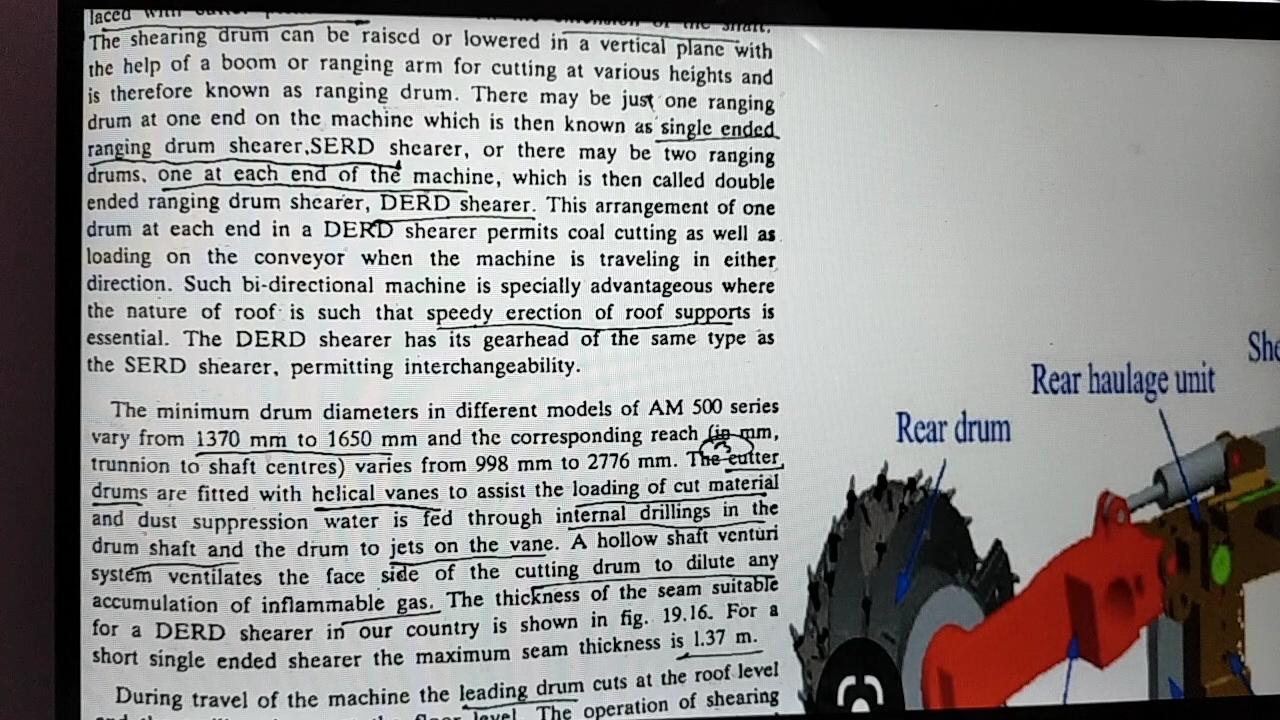 laced with
The shearing drum can be raised or lowered in a vertical plane with
the help of a boom or ranging arm for cutting at various heights and
is therefore known as ranging drum. There may be just one ranging
drum at one end on the machine which is then known as single ended
ranging drum shearer,SERD shearer, or there may be two ranging
drums, one at each end of the machine, which is then called double
ended ranging drum shearer, DERD shearer. This arrangement of one
drum at each end in a DERD shearer permits coal cutting as well as
loading on the conveyor when the machine is traveling in either
direction. Such bi-directional machine is specially advantageous where
the nature of roof is such that speedy erection of roof supports is
essential. The DERD shearer has its gearhead of the same type as
the SERD shearer, permitting interchangeability.
The minimum drum diameters in different models of AM 500 series
vary from 1370 mm to 1650 mm and the corresponding reach (in mm,
trunnion to shaft centres) varies from 998 mm to 2776 mm. The cutter
drums are fitted with helical vanes to assist the loading of cut material
and dust suppression water is fed through internal drillings in the
drum shaft and the drum to jets on the vane. A hollow shaft venturi
system ventilates the face side of the cutting drum to dilute any
accumulation of inflammable gas. The thickness of the seam suitable
for a DERD shearer in our country is shown in fig. 19.16. For a
short single ended shearer the maximum seam thickness is 1.37 m.
During travel of the machine the leading drum cuts at the roof level
floor level. The operation of shearing
She
Rear haulage unit
Rear drum